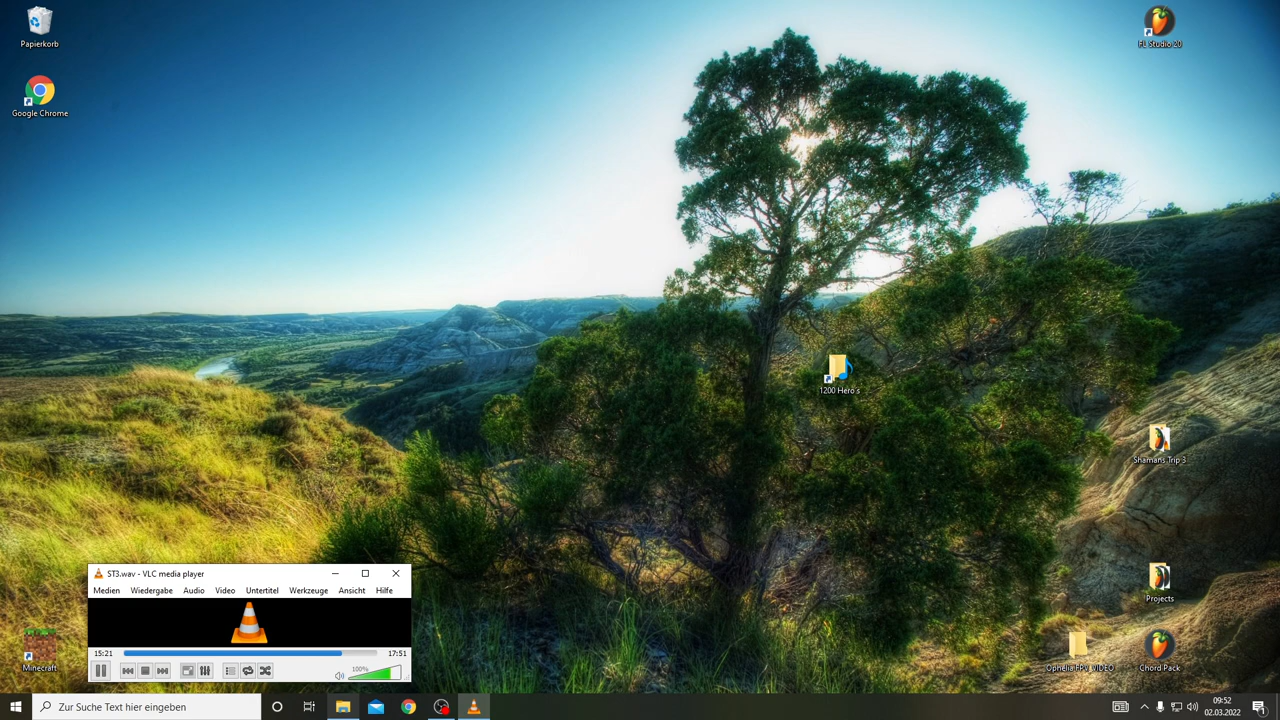 Papierkorb
Google Chrome
FL Studio 20
1200 Hero's
Shamans Trip 3
Projects
Ophelia FPV_VIDEO
Chord Pack
Minecraft
ST3.wav - VLC media player
Medien Wiedergabe Audio Video Untertitel Werkzeuge Ansicht Hilfe
15:21 17:51
100%
Zur Suche Text hier eingeben
09:52
02.03.2022
1